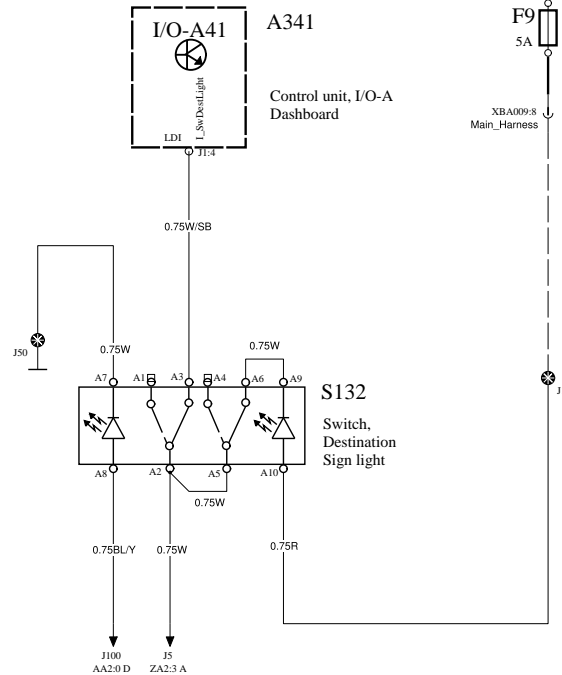 I/O-A41
A341
F9
5A
I_SwDestLight
Control unit, I/O-A
Dashboard
XBA009:8
Main_Harness
LDI
J1:4
0.75W/SB
J50
0.75W
0.75W
J
A7
A1
A3
A4
A6
A9
S132
Switch,
Destination
Sign light
A8
A2
A5
A10
0.75W
0.75BL/Y
0.75W
0.75R
J100
AA2:0 D
J5
ZA2:3 A